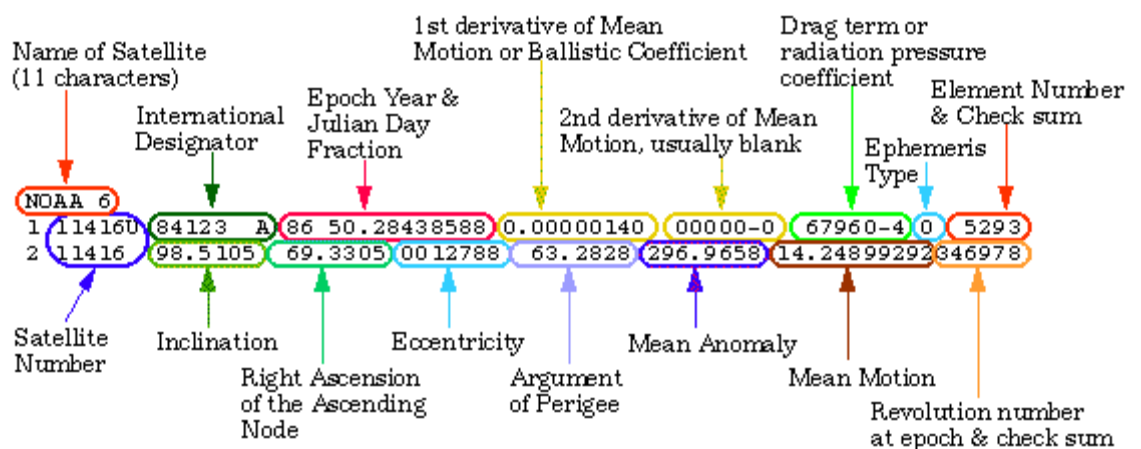 Name of Satellite
(11 characters)
International
Designator
Epoch Year &
Julian Day
Fraction
1st derivative of Mean
Motion or Ballistic Coefficient
2nd derivative of Mean
Motion, usually blank
Drag term or
radiation pressure
coefficient
Ephemeris
Type
Element Number
& Check sum
NOAA 6
1 11416U 84123 A 86 50.28438588 0.00000140 00000-0 67960-4 0 5293
2 11416 98.5105 69.3305 0012788 63.2828 296.9658 14.24899292346978
Satellite
Number
Inclination
Right Ascension
of the Ascending
Node
Eccentricity
Argument
of Perigee
Mean Anomaly
Mean Motion
Revolution number
at epoch & check sum